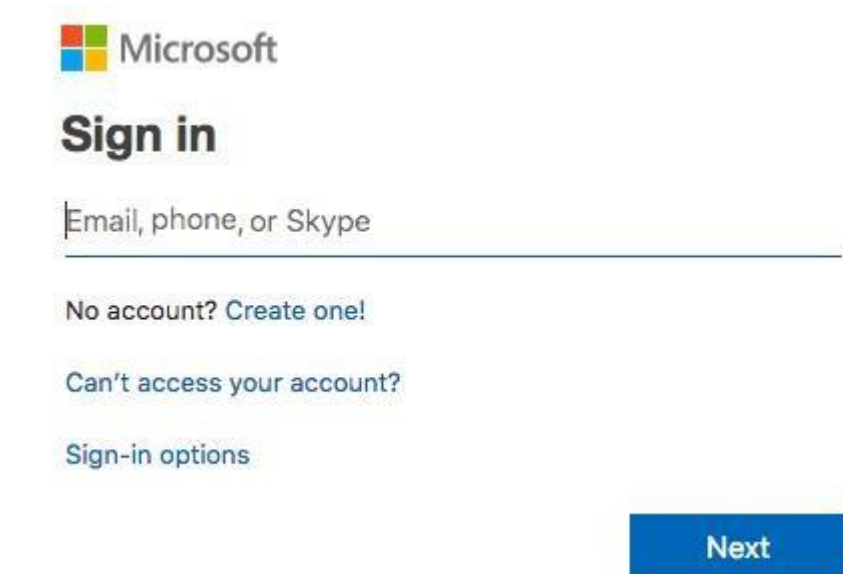 Microsoft
Sign in
Email, phone, or Skype
No account? Create one!
Can't access your account?
Sign-in options
Next